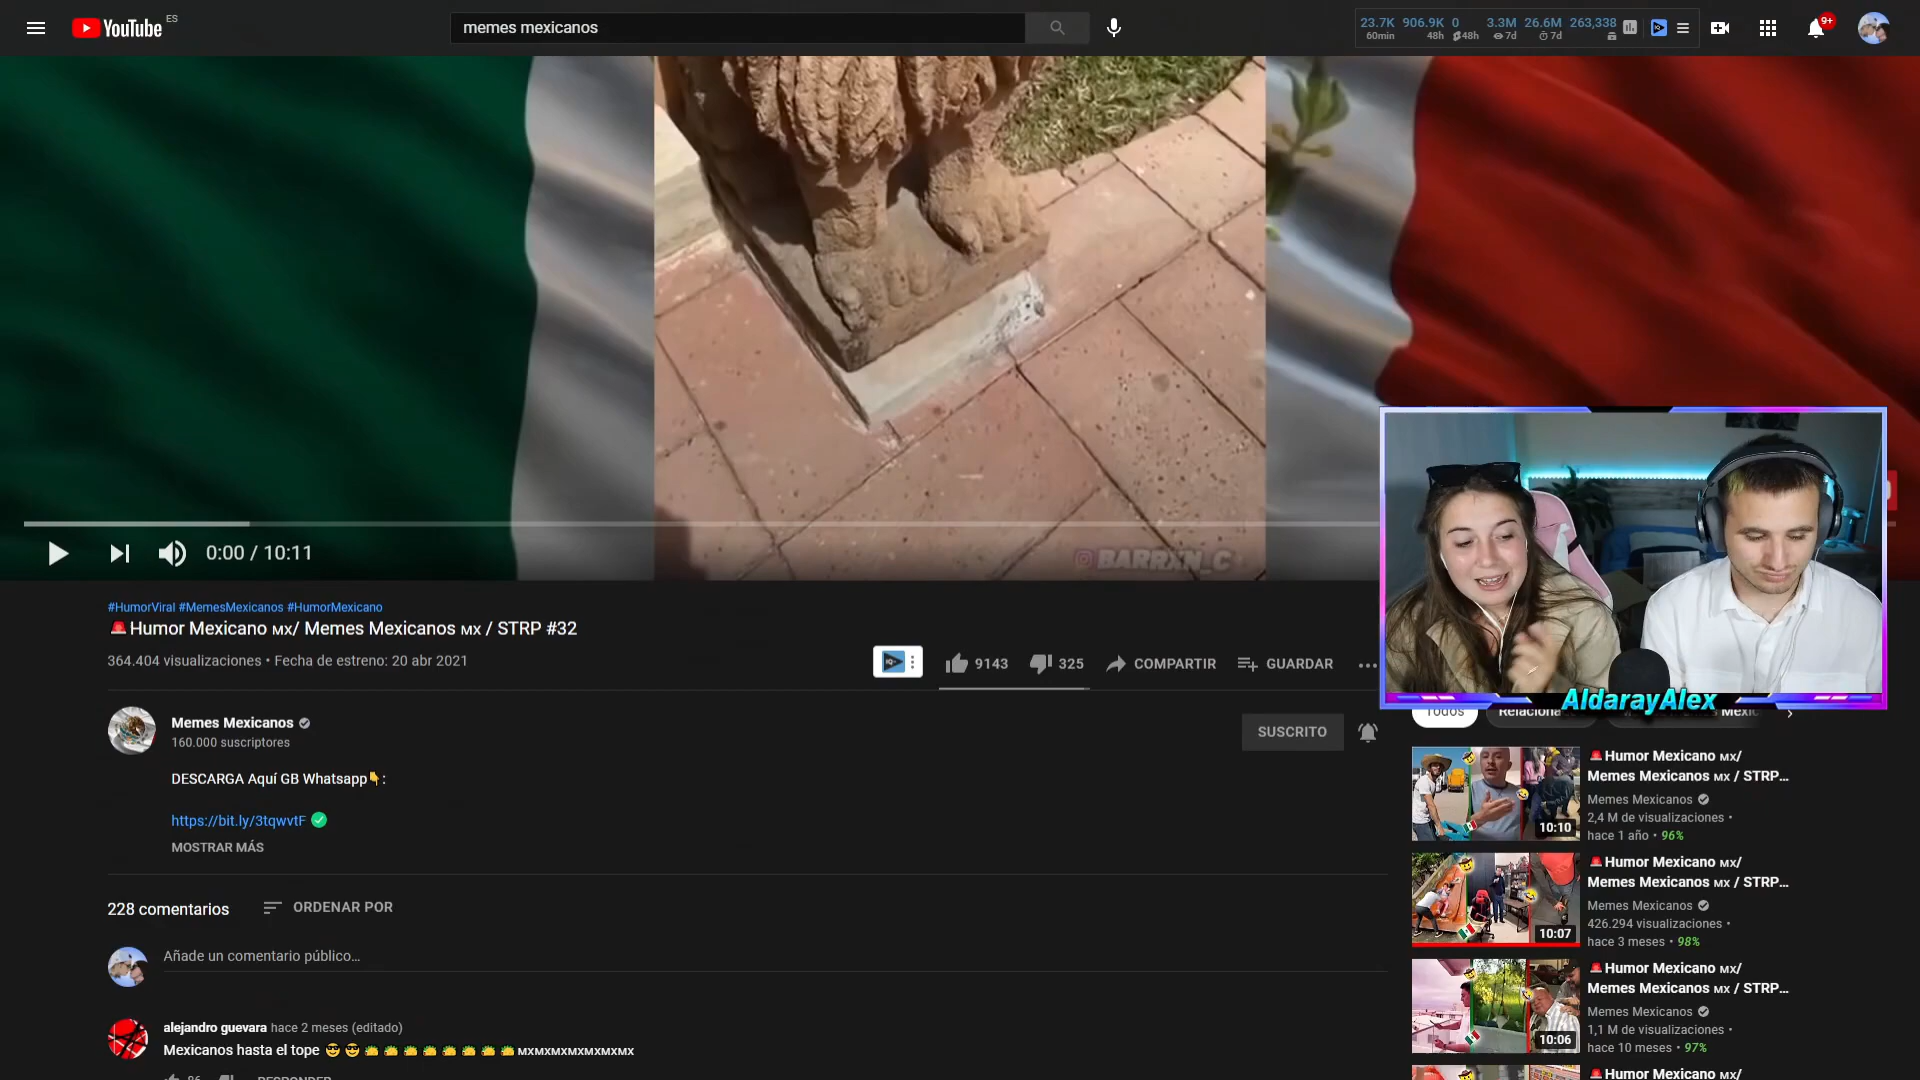 YouTube ES
memes mexicanos
23.7K 906.9K 0 3.3M 26.6M 263,338
60min 48h 48h 7d 7d
9+
BARRXN_C
0:00 / 10:11
#HumorViral #MemesMexicanos #HumorMexicano
Humor Mexicano MX/ Memes Mexicanos MX / STRP #32
364.404 visualizaciones • Fecha de estreno: 20 abr 2021
9143 325 COMPARTIR GUARDAR
AldarayAlex
Todos
Memes Mexicanos
160.000 suscriptores
SUSCRITO
DESCARGA Aquí GB Whatsapp👇:
https://bit.ly/3tqwvtF ✅
MOSTRAR MÁS
228 comentarios ORDENAR POR
Añade un comentario público...
alejandro guevara hace 2 meses (editado)
Mexicanos hasta el tope 😎 😎 🌮 🌮 🌮 🌮 🌮 🌮 🌮 🌮 MXMXMXMXMXMXMX
86 RESPONDER
Humor Mexicano MX/
Memes Mexicanos MX / STRP...
Memes Mexicanos
2,4 M de visualizaciones •
hace 1 año • 96%
10:10
Humor Mexicano MX/
Memes Mexicanos MX / STRP...
Memes Mexicanos
426.294 visualizaciones •
hace 3 meses • 98%
10:07
Humor Mexicano MX/
Memes Mexicanos MX / STRP...
Memes Mexicanos
1,1 M de visualizaciones •
hace 10 meses • 97%
10:06
Humor Mexicano MX/